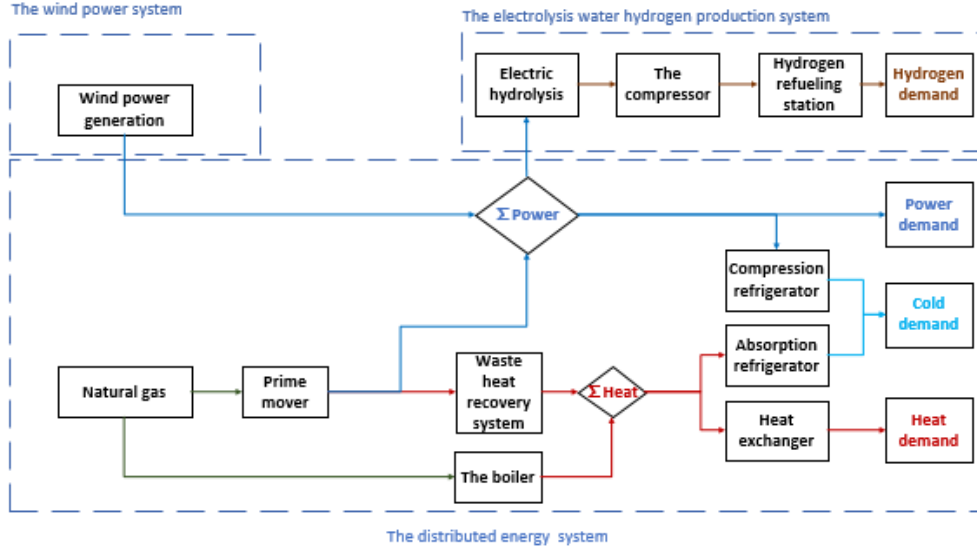 The wind power system
The electrolysis water hydrogen production system
Wind power
generation
Electric
hydrolysis
The
compressor
Hydrogen
refueling
station
Hydrogen
demand
Σ Power
Power
demand
Compression
refrigerator
Cold
demand
Absorption
refrigerator
Natural gas
Prime
mover
Waste
heat
recovery
system
Σ Heat
Heat
exchanger
Heat
demand
The boiler
The distributed energy system